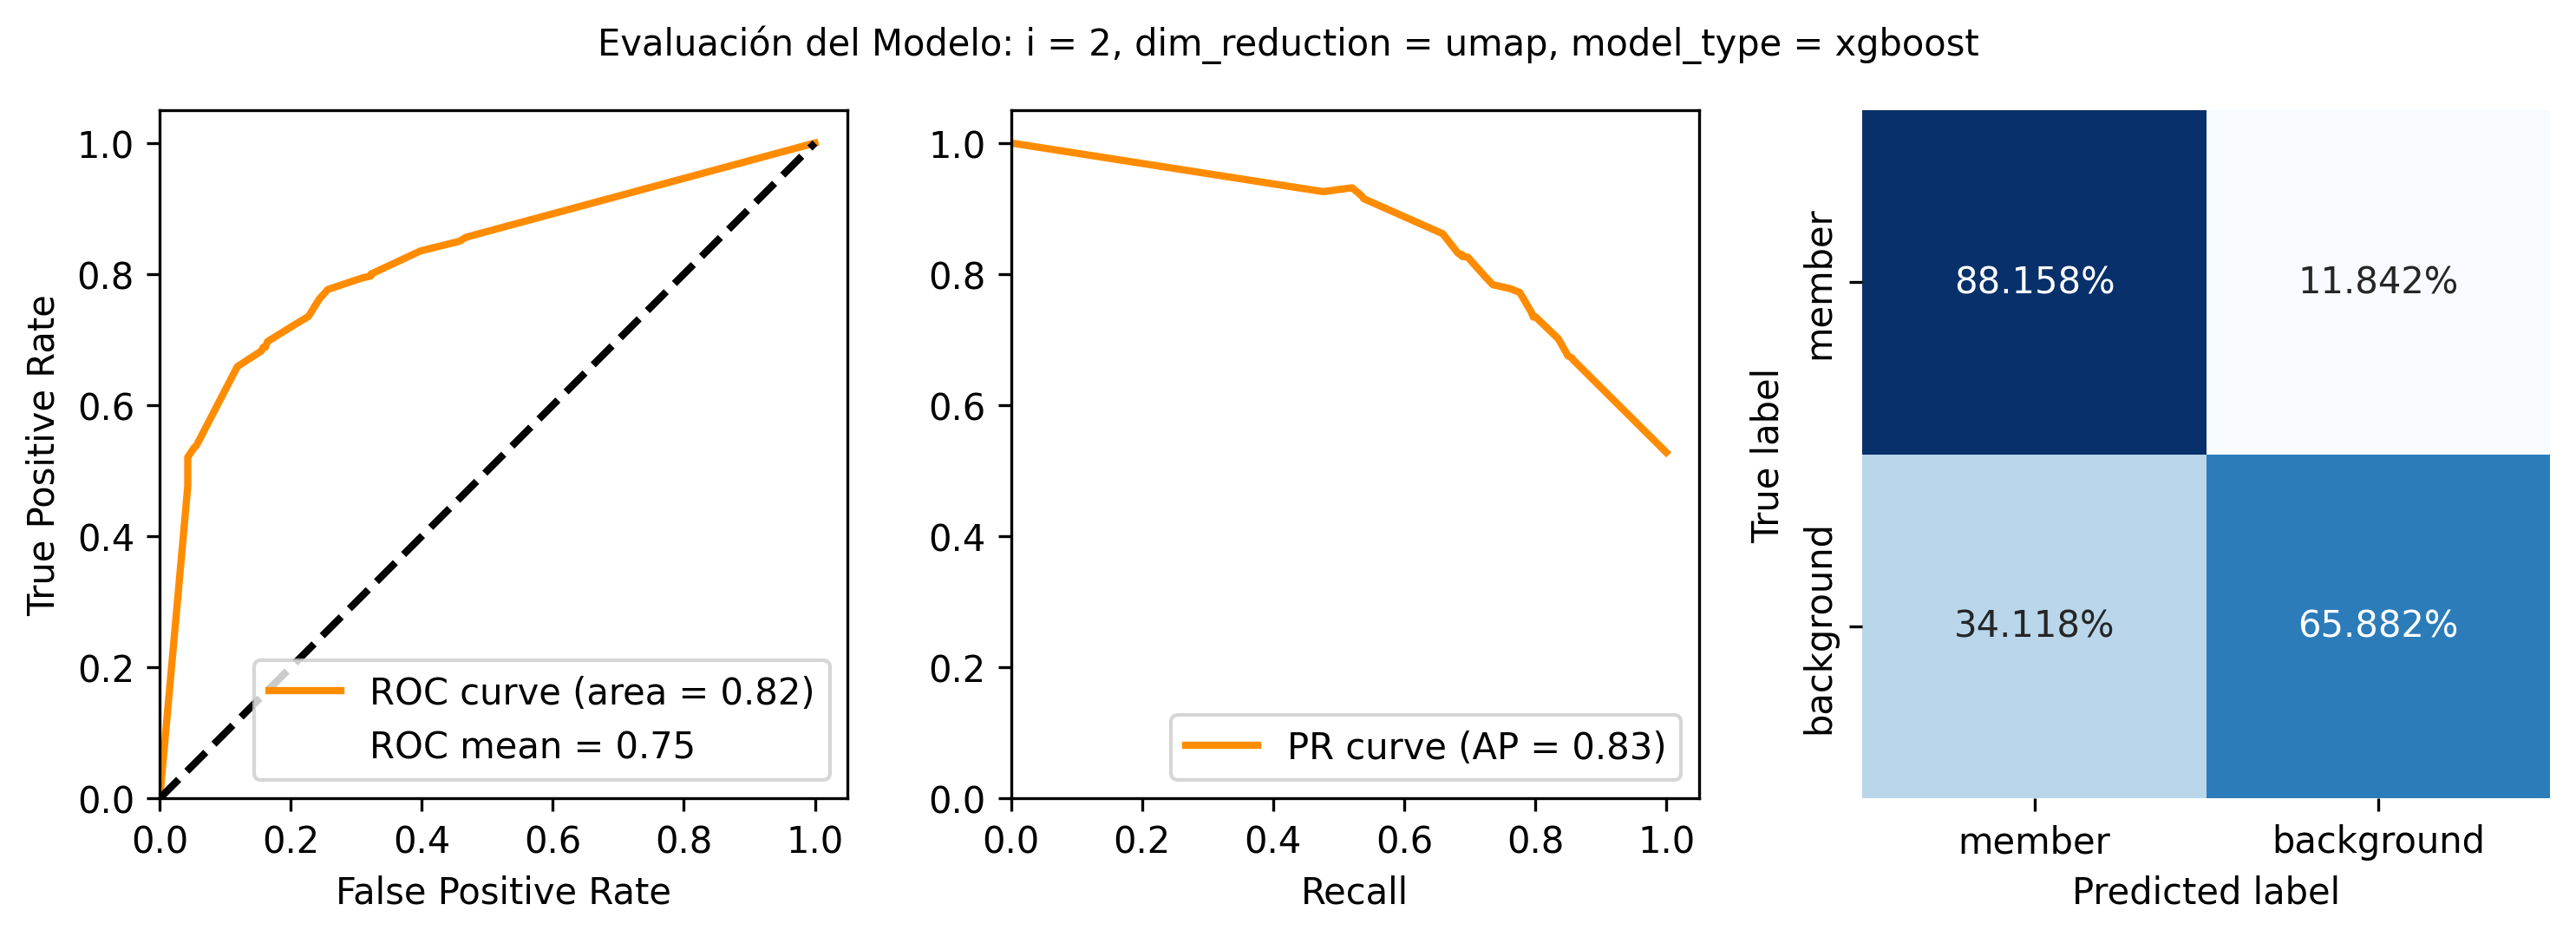 Evaluación del Modelo: i = 2, dim_reduction = umap, model_type = xgboost
True Positive Rate
1.0
0.8
0.6
0.4
0.2
0.0
ROC curve (area = 0.82)
ROC mean = 0.75
0.0 0.2 0.4 0.6 0.8 1.0
False Positive Rate
1.0
0.8
0.6
0.4
0.2
0.0
PR curve (AP = 0.83)
0.0 0.2 0.4 0.6 0.8 1.0
Recall
True label
member
background
88.158% 11.842%
34.118% 65.882%
member background
Predicted label